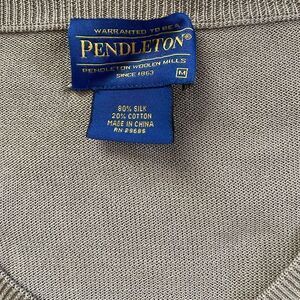 WARRANTED TO BE A
PENDLETON®
PENDLETON WOOLEN MILLS
SINCE 1863 M
80% SILK
20% COTTON
MADE IN CHINA
RN 29685